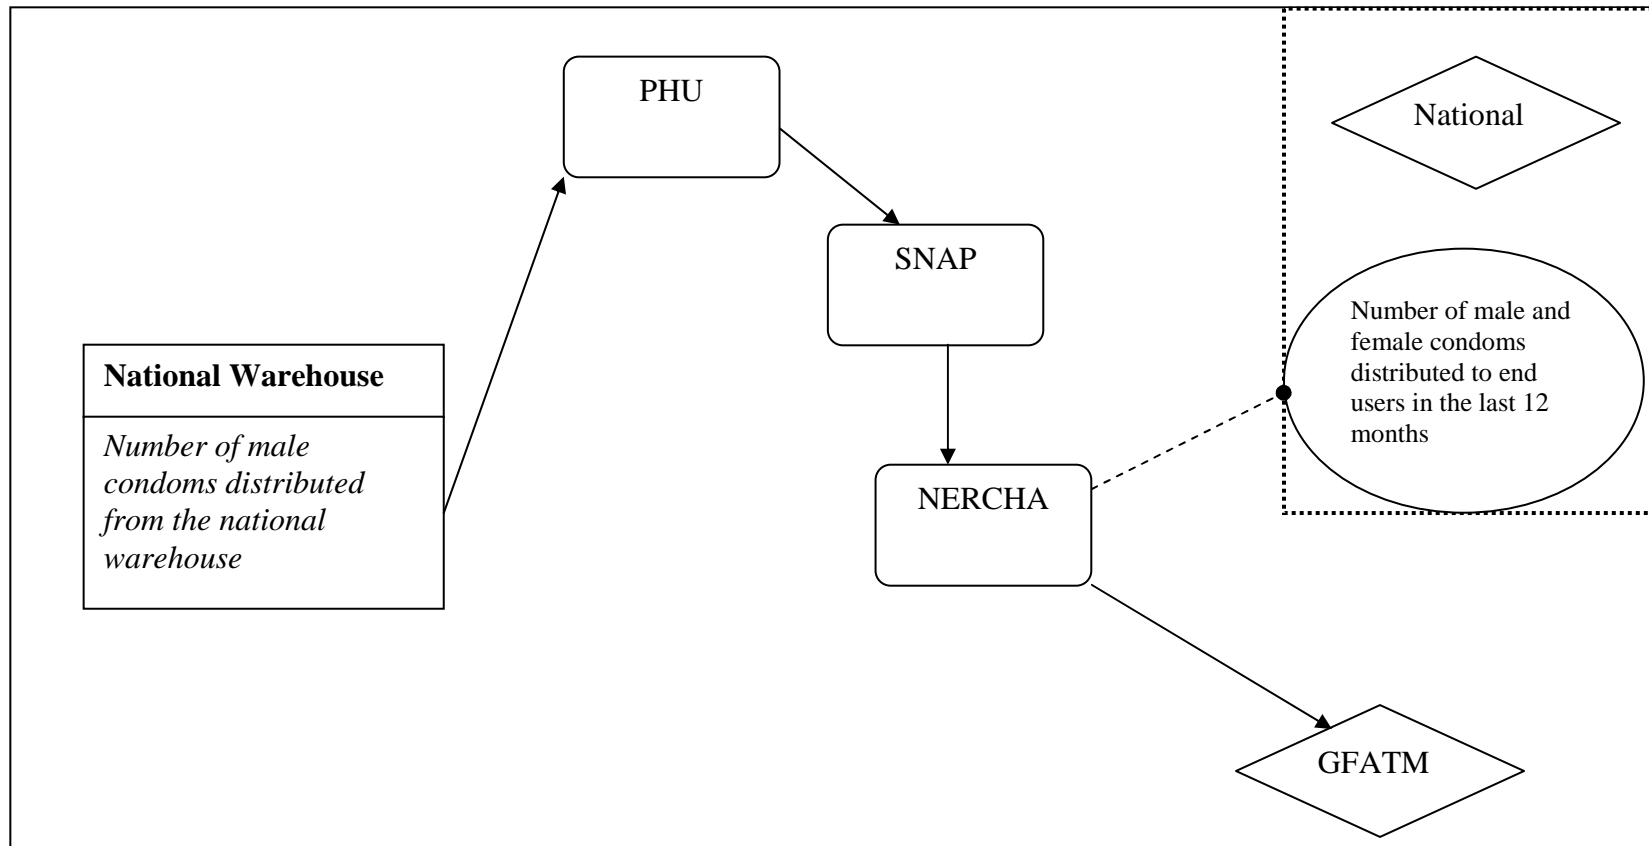 PHU
National
SNAP
Number of male and
female condoms
distributed to end
users in the last 12
months
National Warehouse
Number of male
condoms distributed
from the national
warehouse
NERCHA
GFATM